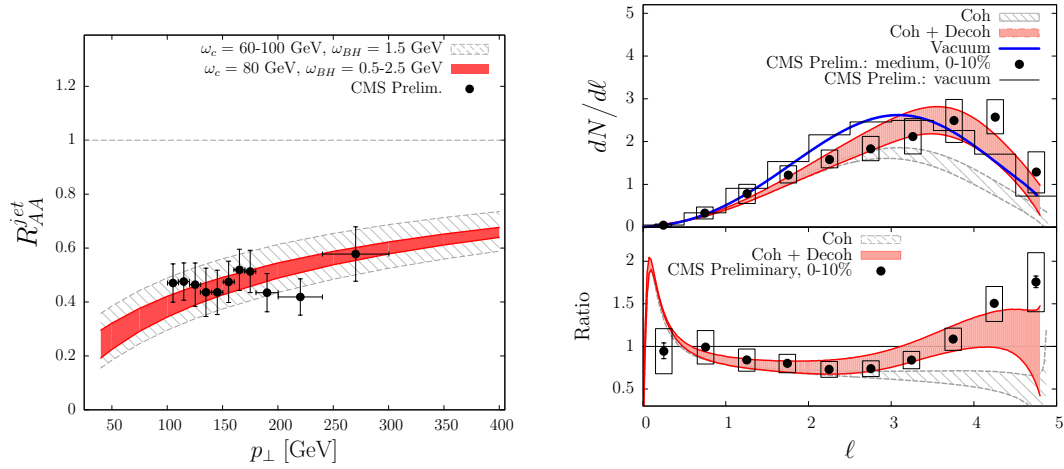 ω_c = 60-100 GeV, ω_BH = 1.5 GeV
ω_c = 80 GeV, ω_BH = 0.5-2.5 GeV
CMS Prelim.
R_AA^jet
1.2
1
0.8
0.6
0.4
0.2
0
50 100 150 200 250 300 350 400
p_⊥ [GeV]
Coh
Coh + Decoh
Vacuum
CMS Prelim.: medium, 0-10%
CMS Prelim.: vacuum
dN/dℓ
5
4
3
2
1
0
Coh
Coh + Decoh
CMS Preliminary, 0-10%
Ratio
2
1.5
1.0
0.5
0 1 2 3 4 5
ℓ